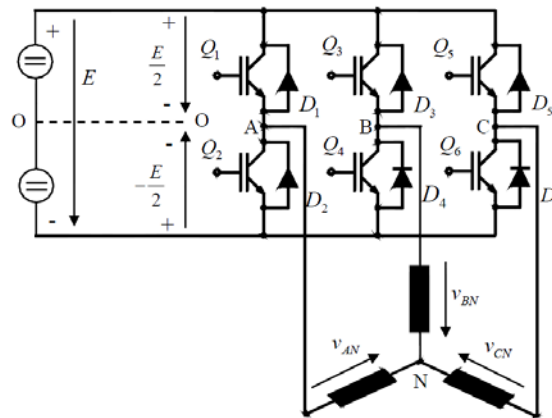 + + Q1 Q3 Q5
E E/2
- D1 D3 D5
O O A B C
- Q2 Q4 Q6
-E/2
- + D2 D4 D
vBN
vAN vCN
N